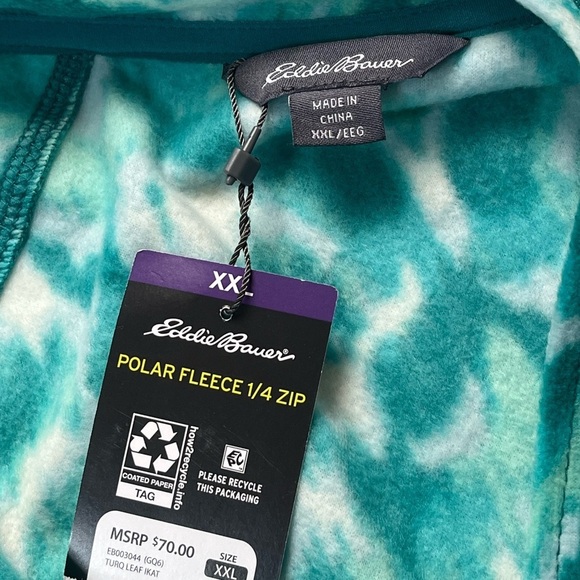 Eddie Bauer
MADE IN
CHINA
XXL/EEG
XXL
Eddie Bauer®
POLAR FLEECE 1/4 ZIP
how2recycle.info
COATED PAPER
TAG
PLEASE RECYCLE
THIS PACKAGING
MSRP $70.00
EB003044 (GQ6)
TURQ LEAF IKAT
SIZE
XXL